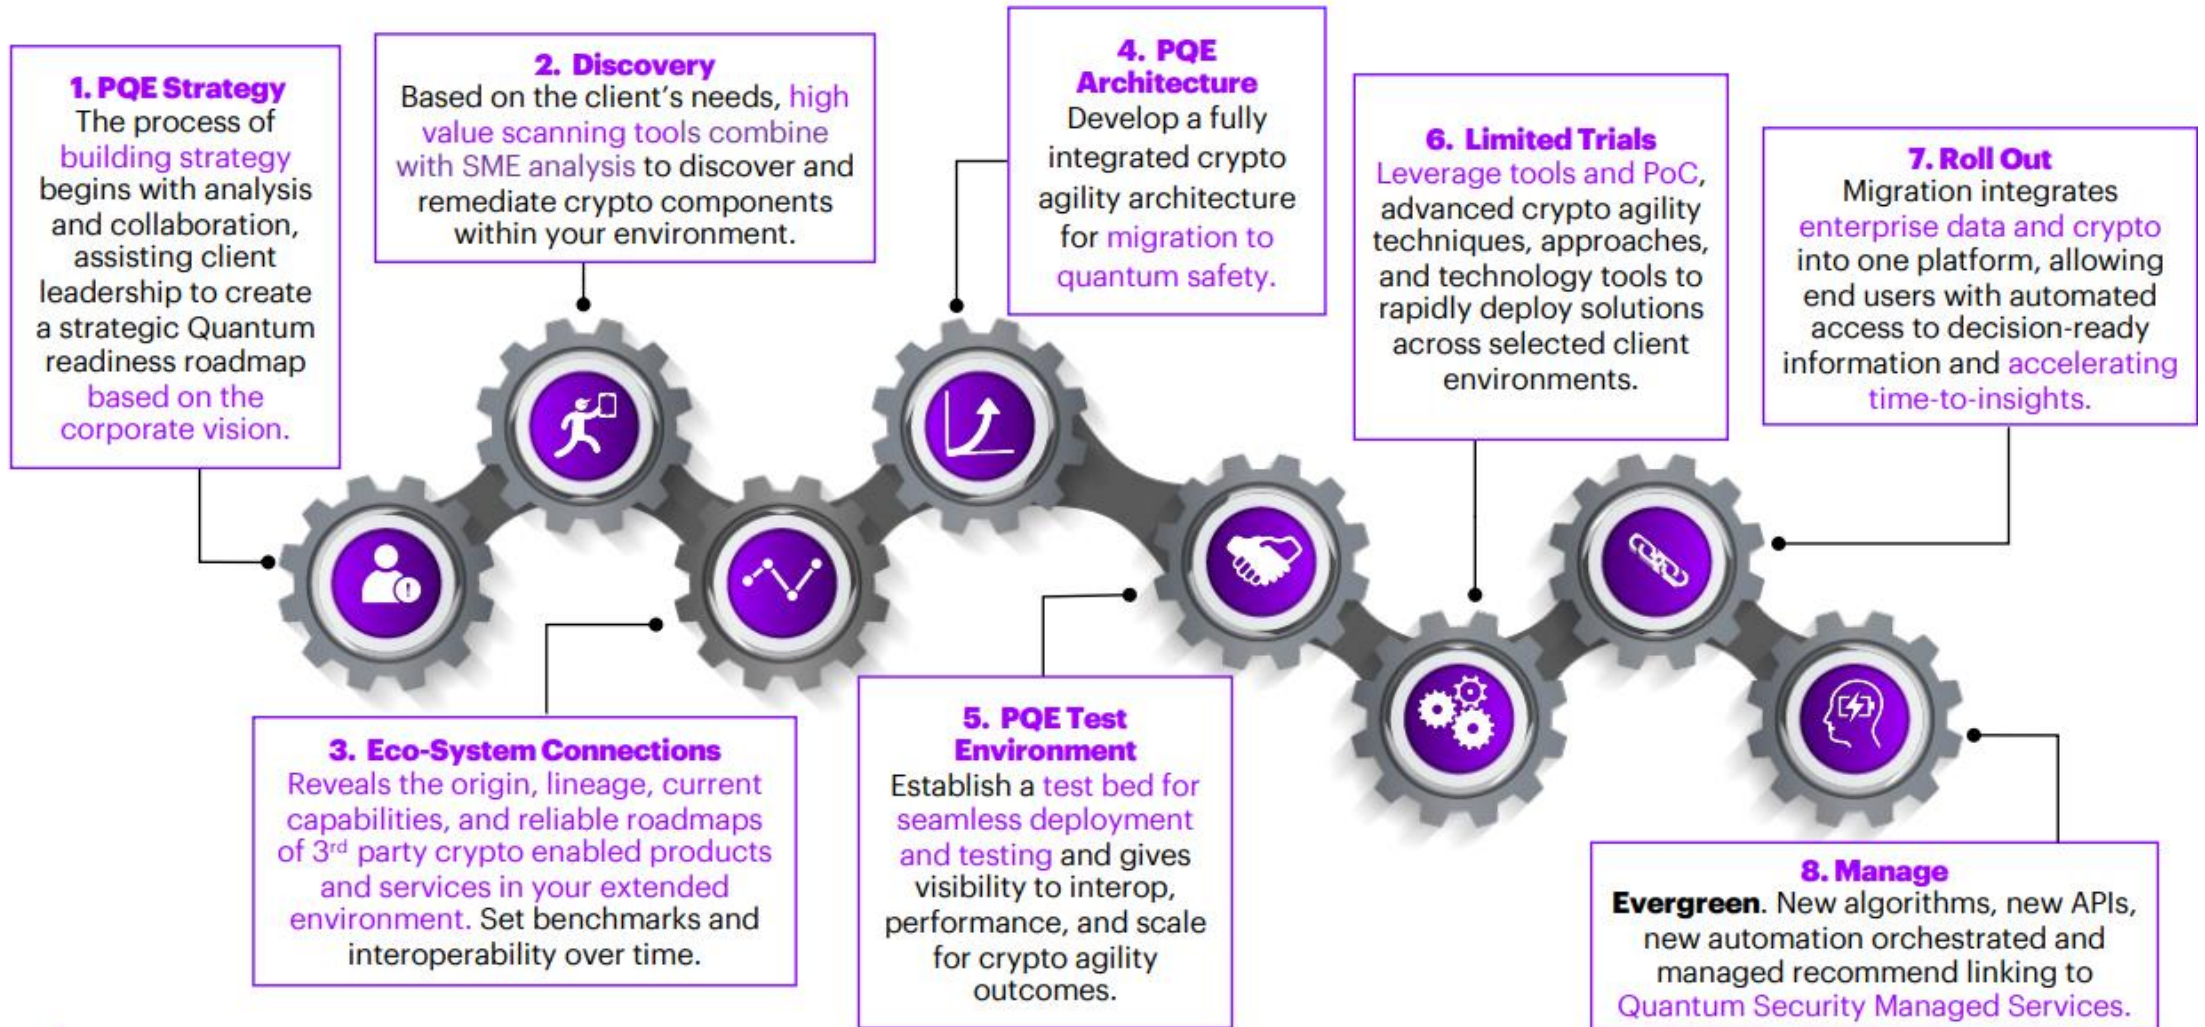 1. PQE Strategy
The process of
building strategy
begins with analysis
and collaboration,
assisting client
leadership to create
a strategic Quantum
readiness roadmap
based on the
corporate vision.
2. Discovery
Based on the client's needs, high
value scanning tools combine
with SME analysis to discover and
remediate crypto components
within your environment.
3. Eco-System Connections
Reveals the origin, lineage, current
capabilities, and reliable roadmaps
of 3rd party crypto enabled products
and services in your extended
environment. Set benchmarks and
interoperability over time.
4. PQE
Architecture
Develop a fully
integrated crypto
agility architecture
for migration to
quantum safety.
5. PQE Test
Environment
Establish a test bed for
seamless deployment
and testing and gives
visibility to interop,
performance, and scale
for crypto agility
outcomes.
6. Limited Trials
Leverage tools and PoC,
advanced crypto agility
techniques, approaches,
and technology tools to
rapidly deploy solutions
across selected client
environments.
7. Roll Out
Migration integrates
enterprise data and crypto
into one platform, allowing
end users with automated
access to decision-ready
information and accelerating
time-to-insights.
8. Manage
Evergreen. New algorithms, new APIs,
new automation orchestrated and
managed recommend linking to
Quantum Security Managed Services.